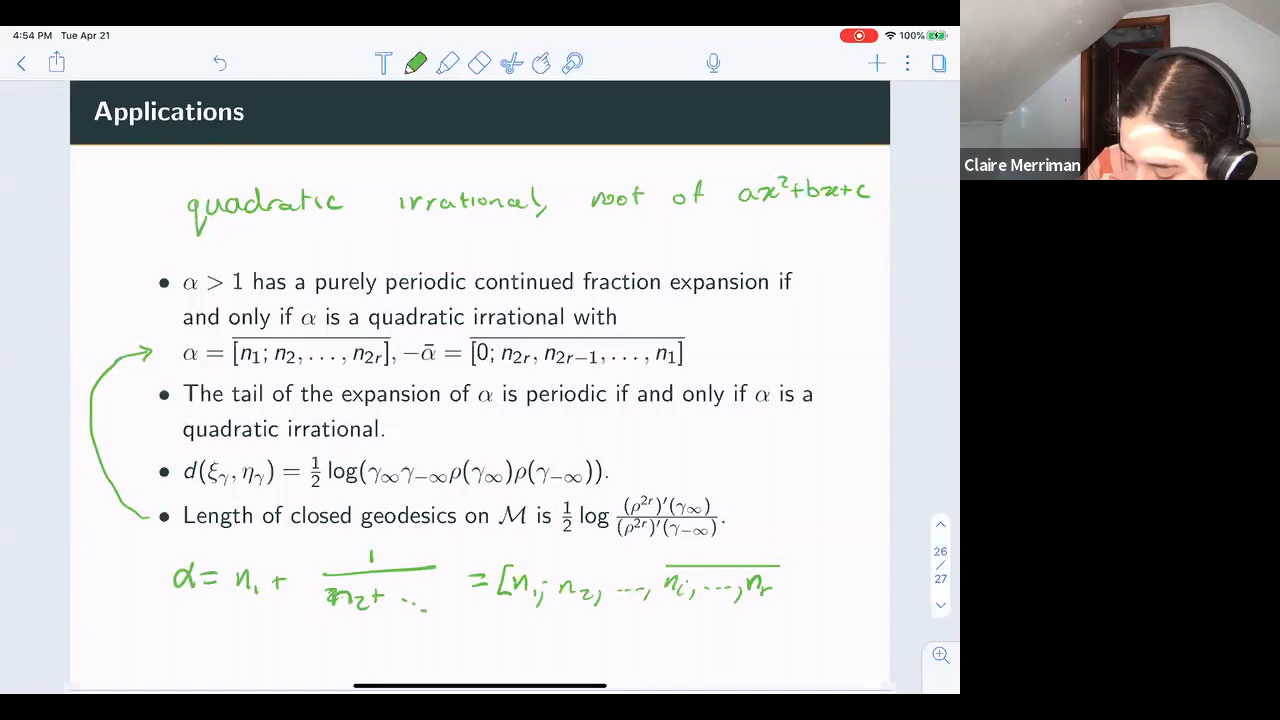 4:54 PM Tue Apr 21
100%
Applications
quadratic irrational, root of ax²+bx+c
• α > 1 has a purely periodic continued fraction expansion if
and only if α is a quadratic irrational with
α = [n₁; n₂, . . . , n₂ᵣ], −ᾱ = [0; n₂ᵣ, n₂ᵣ₋₁, . . . , n₁]
• The tail of the expansion of α is periodic if and only if α is a
quadratic irrational.
• d(ξᵧ, ηᵧ) = ½ log(γ∞γ−∞ρ(γ∞)ρ(γ−∞)).
• Length of closed geodesics on ℳ is ½ log (ρ²ʳ)′(γ∞)/(ρ²ʳ)′(γ−∞).
α = n₁ + 1/(n₂+ ...) = [n₁; n₂, ..., nᵢ, ..., nᵣ
26
/
27
T
Claire Merriman